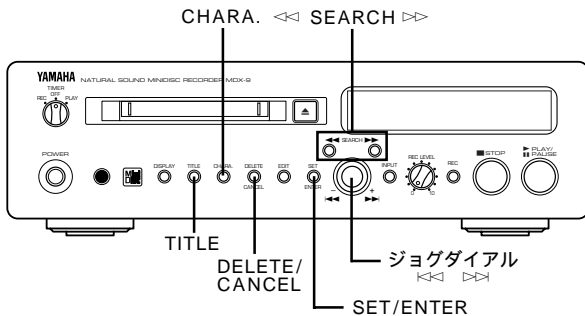 CHARA. ◁◁ SEARCH ▷▷
YAMAHA NATURAL SOUND MINIDISC RECORDER MDX-9
TIMER
OFF
REC PLAY
◀◀ SEARCH ▶▶
POWER
DISPLAY TITLE CHARA. DELETE EDIT SET INPUT REC LEVEL REC ■STOP ▶ PLAY/
❚❚ PAUSE
CANCEL ENTER
− +
|◀◀ ▶▶|
0 10
TITLE
DELETE/
CANCEL
ジョグダイアル
|◁◁ ▷▷|
SET/ENTER